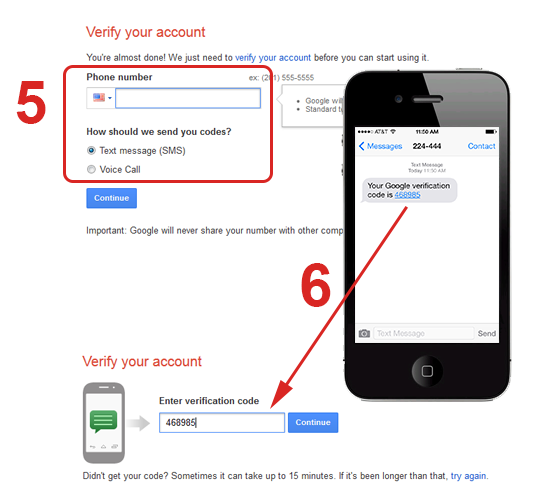 Verify your account
You're almost done! We just need to verify your account before you can start using it.
5
Phone number
ex: (201) 555-5555
Google will
Standard
How should we send you codes?
Text message (SMS)
Voice Call
Continue
Important: Google will never share your number with other
AT&T 11:50 AM
Messages 224-444 Contact
Text Message
Today 11:50 AM
Your Google verification
code is 468985
Text Message Send
6
Verify your account
Enter verification code
468985
Continue
Didn't get your code? Sometimes it can take up to 15 minutes. If it's been longer than that, try again.